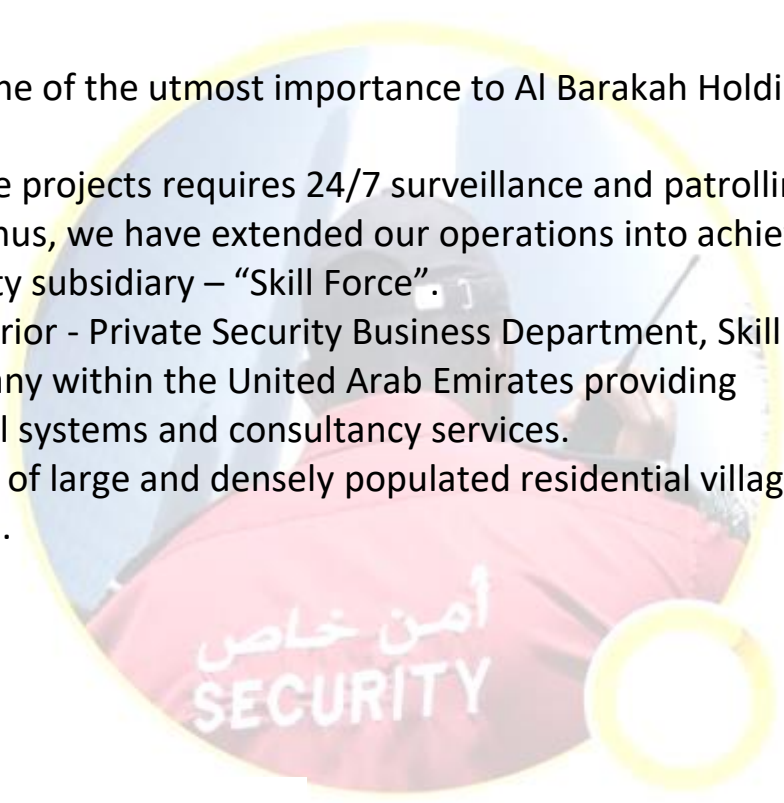 ne of the utmost importance to Al Barakah Holdi
e projects requires 24/7 surveillance and patrollin
nus, we have extended our operations into achie
ty subsidiary – “Skill Force”.
rior - Private Security Business Department, Skill
any within the United Arab Emirates providing
l systems and consultancy services.
of large and densely populated residential villag
.
أمن خاص
SECURITY